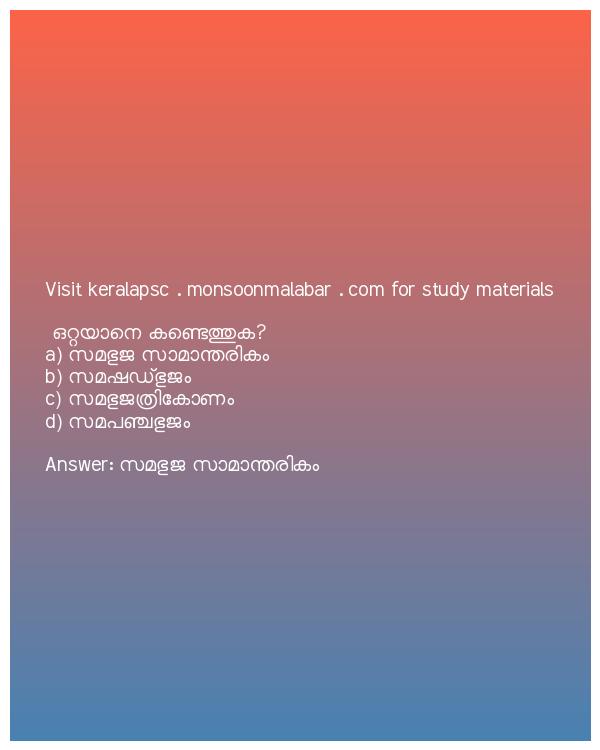 Visit keralapsc . monsoonmalabar . com for study materials
ഒറ്റയാനെ കണ്ടെത്തുക?
a) സമഭുജ സാമാന്തരികം
b) സമഷഡ്ഭുജം
c) സമഭുജത്രികോണം
d) സമപഞ്ചഭുജം
Answer: സമഭുജ സാമാന്തരികം